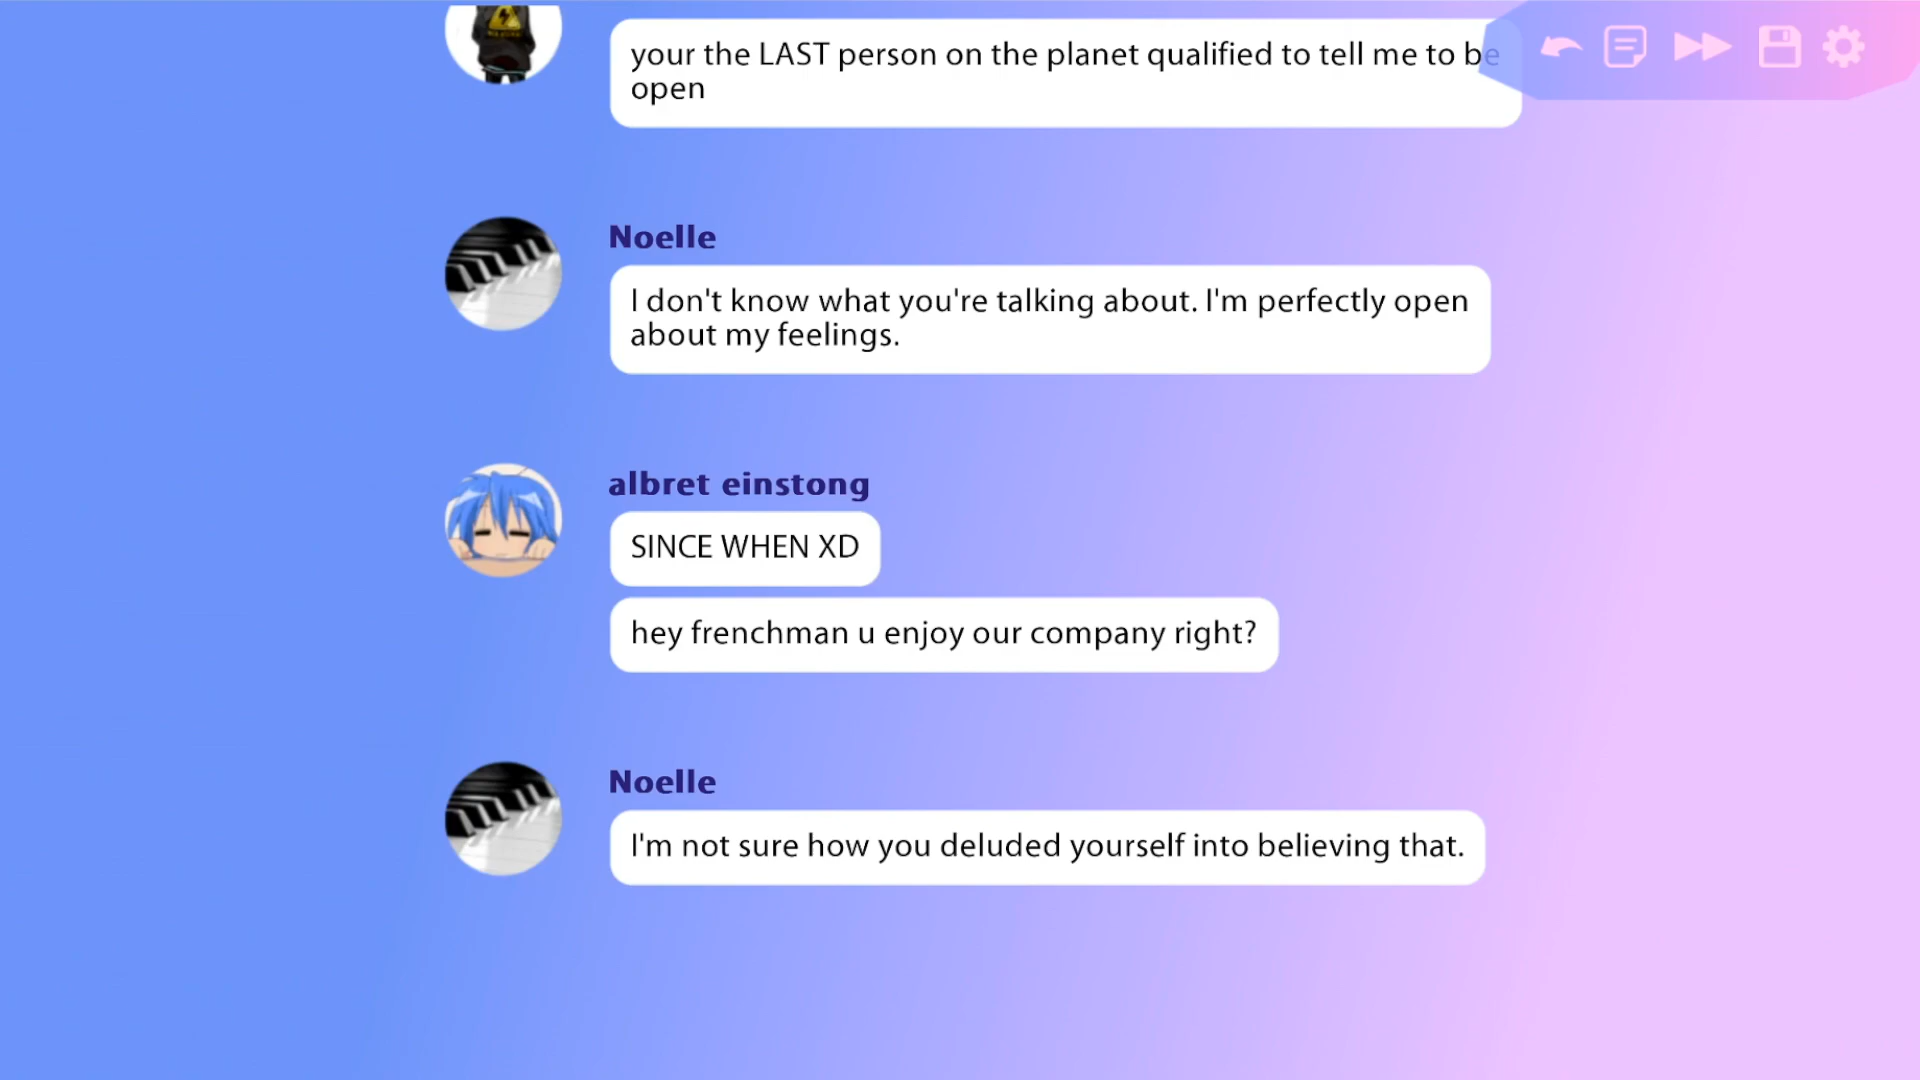 your the LAST person on the planet qualified to tell me to be
open
Noelle
I don't know what you're talking about. I'm perfectly open
about my feelings.
albret einstong
SINCE WHEN XD
hey frenchman u enjoy our company right?
Noelle
I'm not sure how you deluded yourself into believing that.